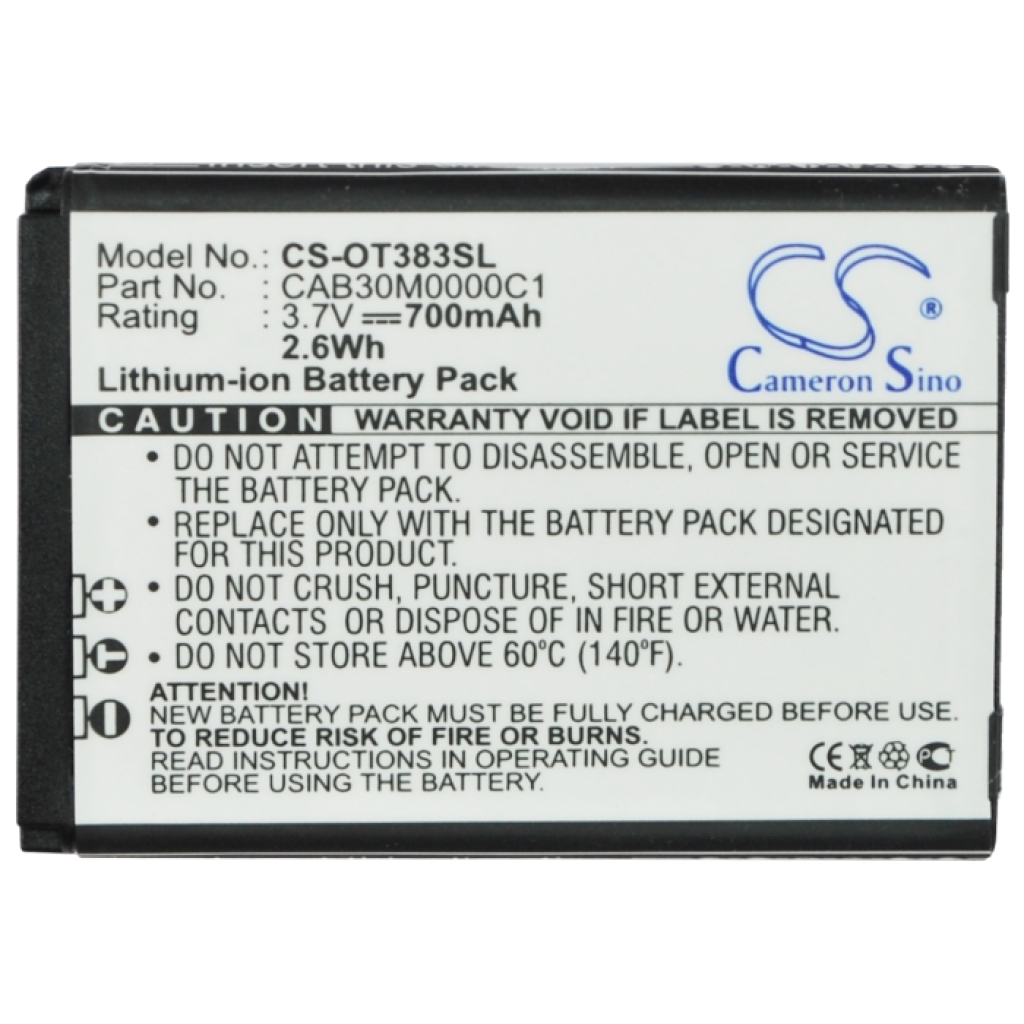 Model No.: CS-OT383SL
Part No. : CAB30M0000C1
Rating : 3.7V 700mAh
2.6Wh
Lithium-ion Battery Pack
CS ®
Cameron Sino
CAUTION WARRANTY VOID IF LABEL IS REMOVED
• DO NOT ATTEMPT TO DISASSEMBLE, OPEN OR SERVICE
THE BATTERY PACK.
• REPLACE ONLY WITH THE BATTERY PACK DESIGNATED
FOR THIS PRODUCT.
• DO NOT CRUSH, PUNCTURE, SHORT EXTERNAL
CONTACTS OR DISPOSE OF IN FIRE OR WATER.
• DO NOT STORE ABOVE 60°C (140°F).
ATTENTION!
NEW BATTERY PACK MUST BE FULLY CHARGED BEFORE USE.
TO REDUCE RISK OF FIRE OR BURNS.
READ INSTRUCTIONS IN OPERATING GUIDE
SUPPLIED WITH THE BATTERY.
CE
Made In China